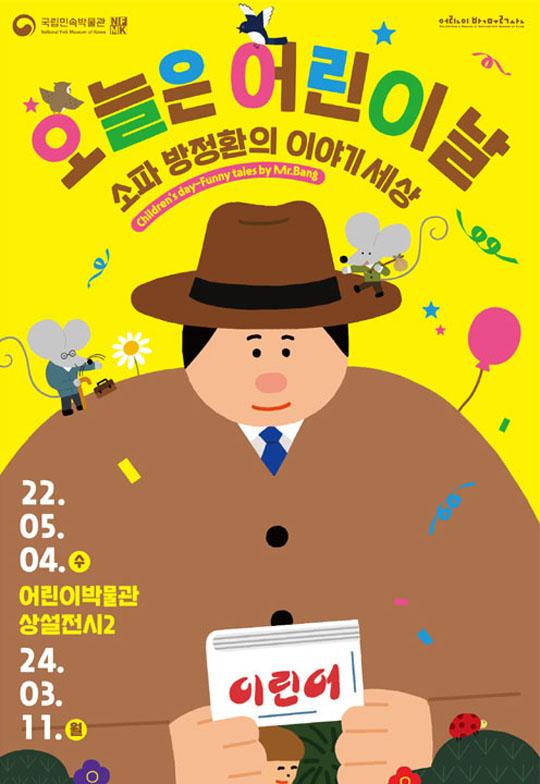 국립민속박물관
National Folk Museum of Korea
NF
MK
어린이박물관
오늘은 어린이날
소파 방정환의 이야기 세상
Children's day-Funny tales by Mr.Bang
22.
05.
04. 수
어린이박물관
상설전시2
24.
03.
11. 월
이린어